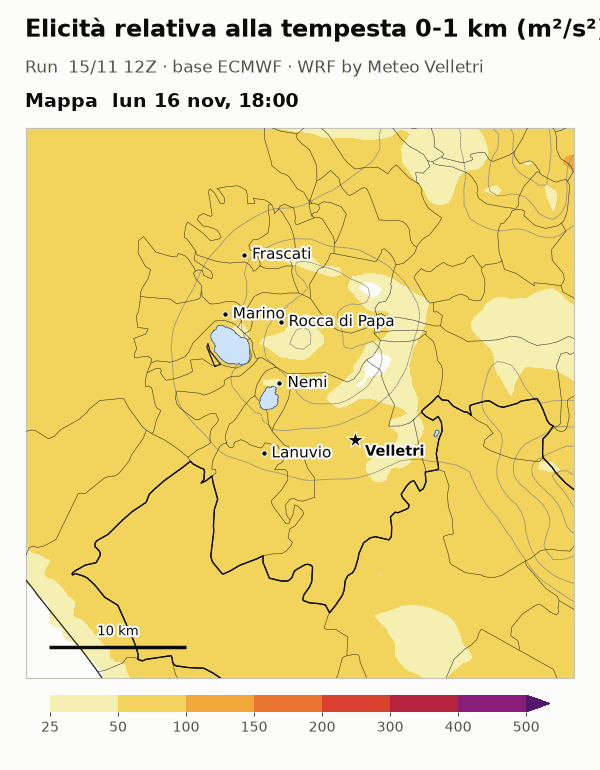 Elicità relativa alla tempesta 0-1 km (m²/s²)
Run 15/11 12Z · base ECMWF · WRF by Meteo Velletri
Mappa lun 16 nov, 18:00
Frascati
Marino
Rocca di Papa
Nemi
Velletri
Lanuvio
10 km
25 50 100 150 200 300 400 500